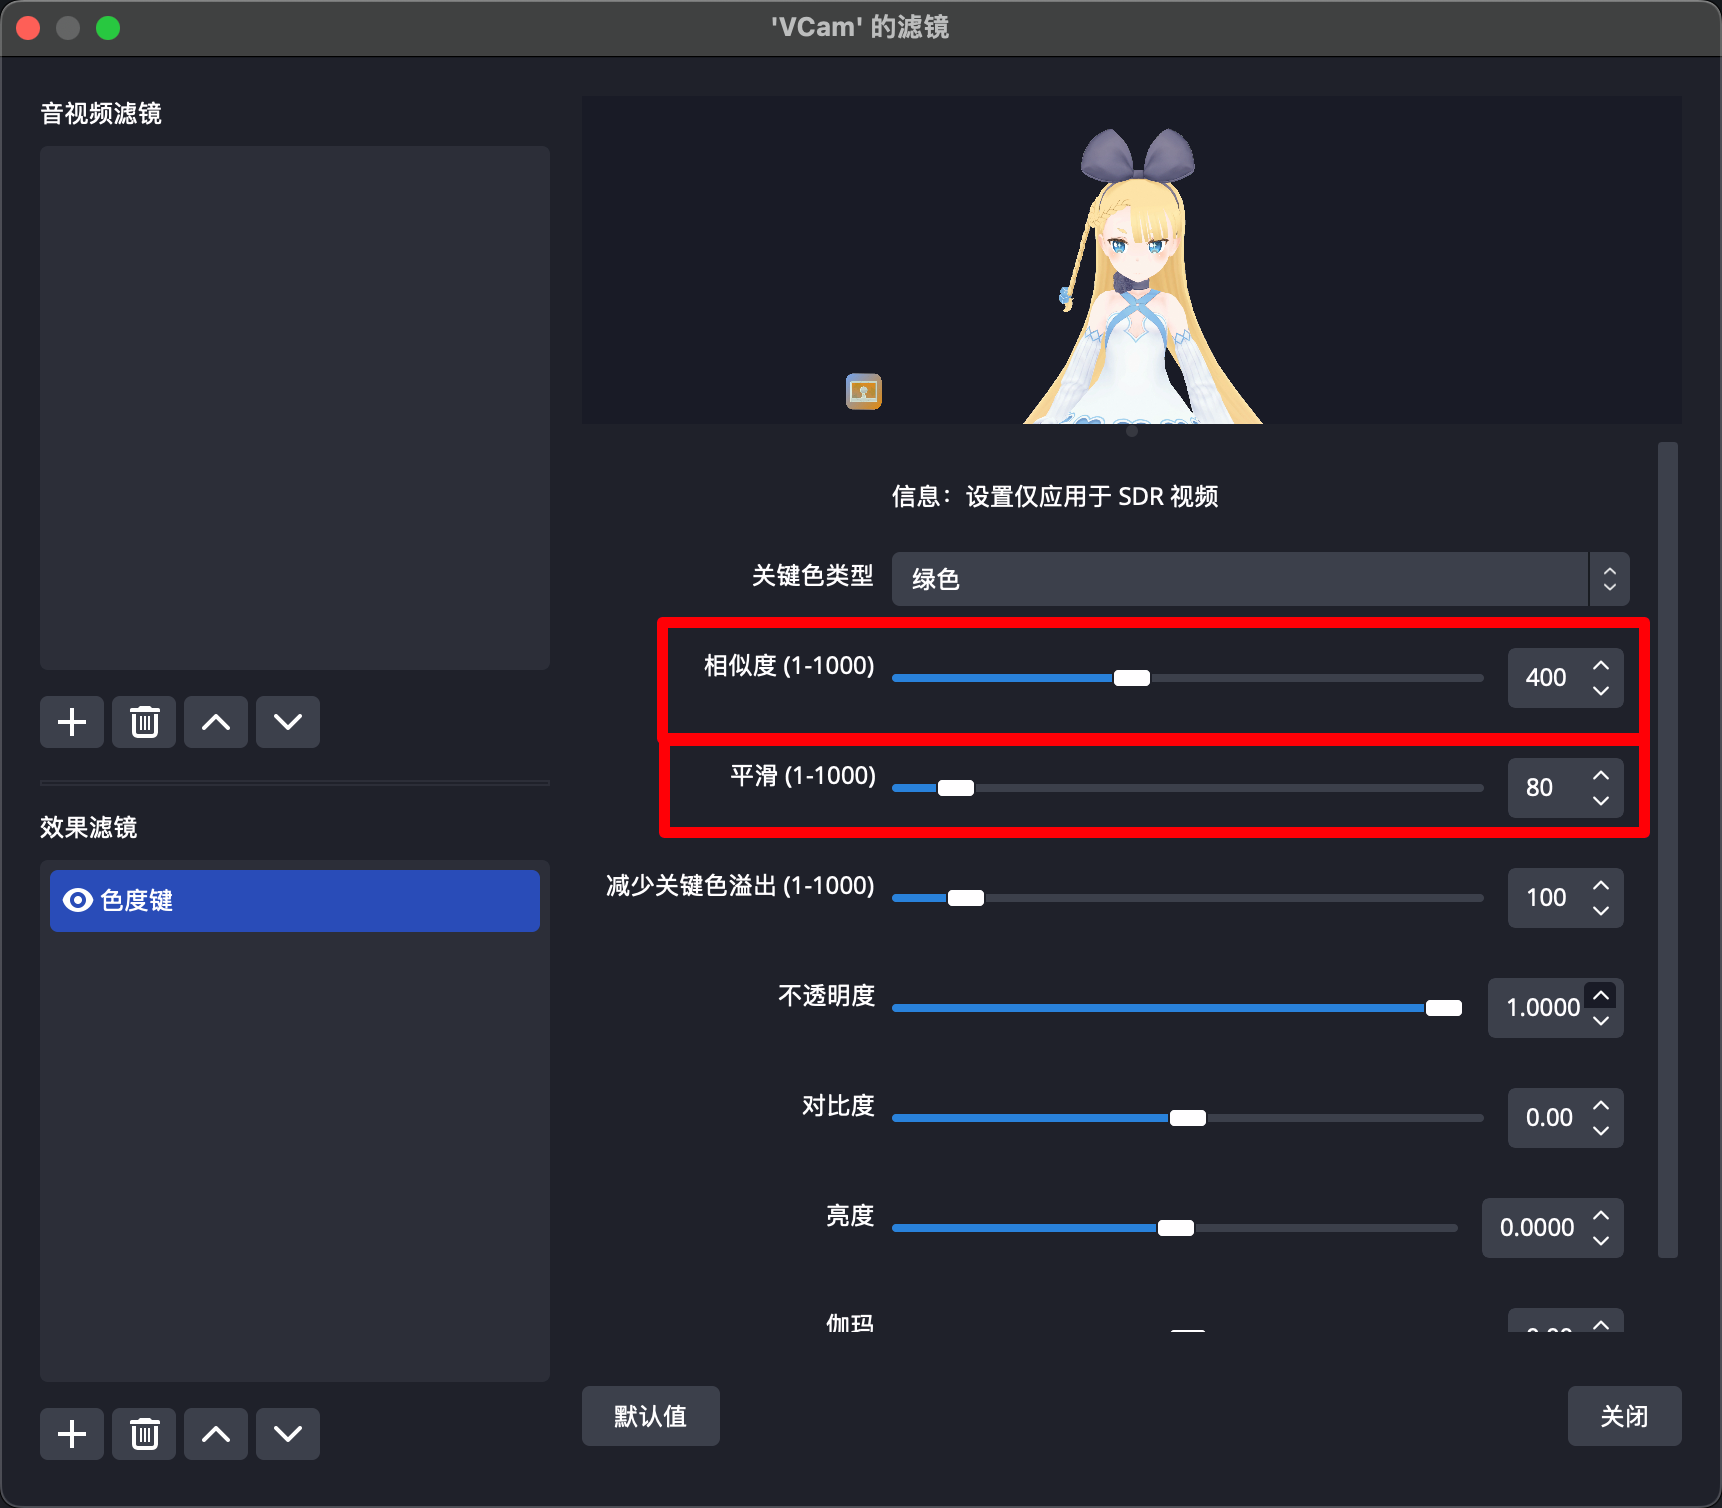 'VCam' 的滤镜
音视频滤镜
效果滤镜
色度键
信息：设置仅应用于 SDR 视频
关键色类型 绿色
相似度 (1-1000) 400
平滑 (1-1000) 80
减少关键色溢出 (1-1000) 100
不透明度 1.0000
对比度 0.00
亮度 0.0000
伽玛
默认值
关闭